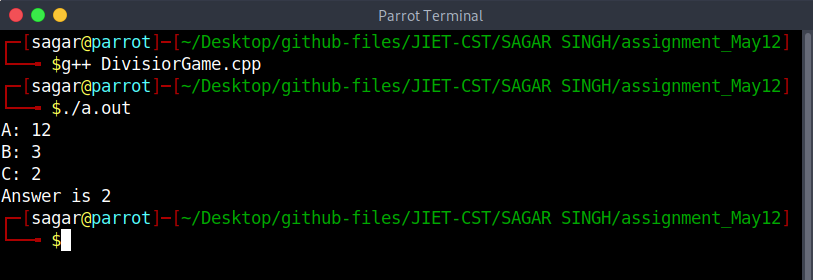 Parrot Terminal
┌─[sagar@parrot]─[~/Desktop/github-files/JIET-CST/SAGAR SINGH/assignment_May12]
└──╼ $g++ DivisiorGame.cpp
┌─[sagar@parrot]─[~/Desktop/github-files/JIET-CST/SAGAR SINGH/assignment_May12]
└──╼ $./a.out
A: 12
B: 3
C: 2
Answer is 2
┌─[sagar@parrot]─[~/Desktop/github-files/JIET-CST/SAGAR SINGH/assignment_May12]
└──╼ $